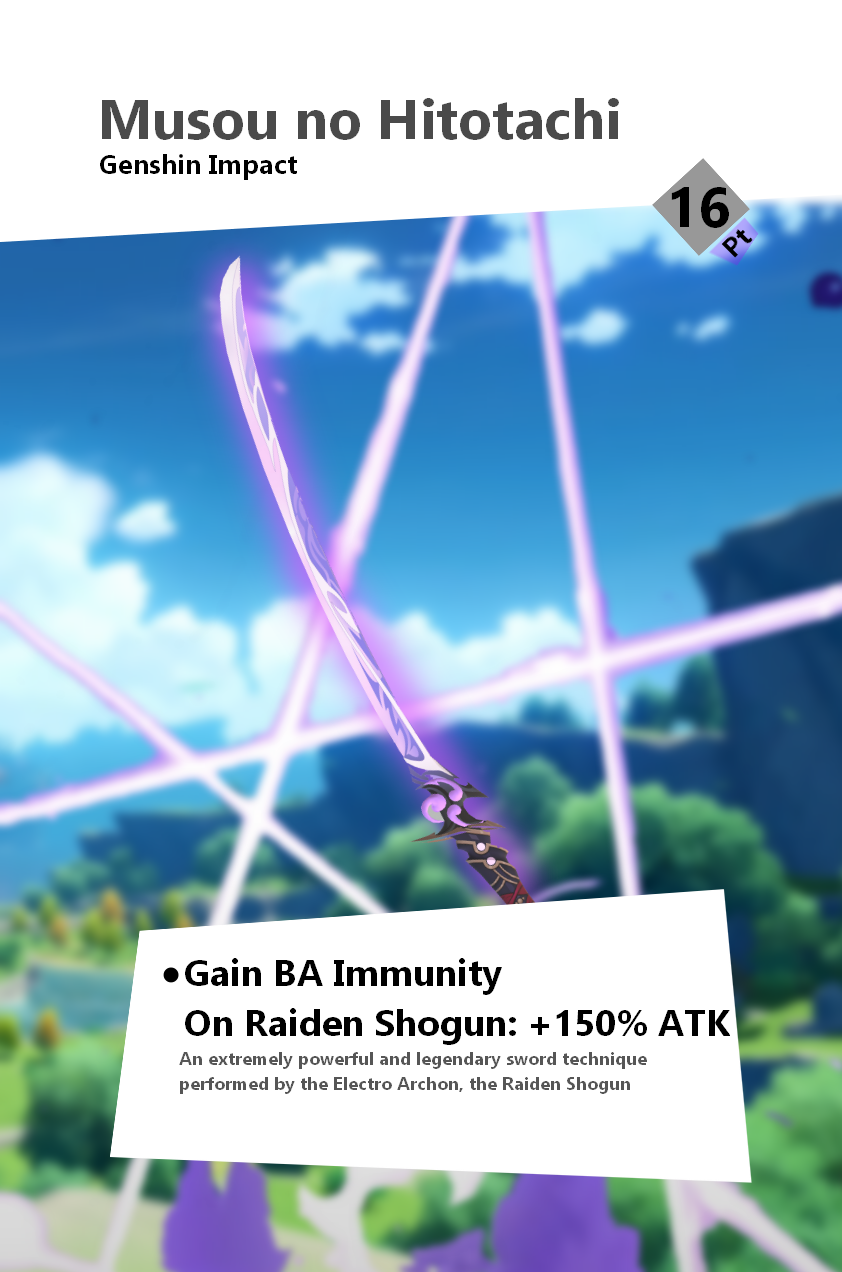 Musou no Hitotachi
Genshin Impact
16
Pt
•Gain BA Immunity
On Raiden Shogun: +150% ATK
An extremely powerful and legendary sword technique
performed by the Electro Archon, the Raiden Shogun